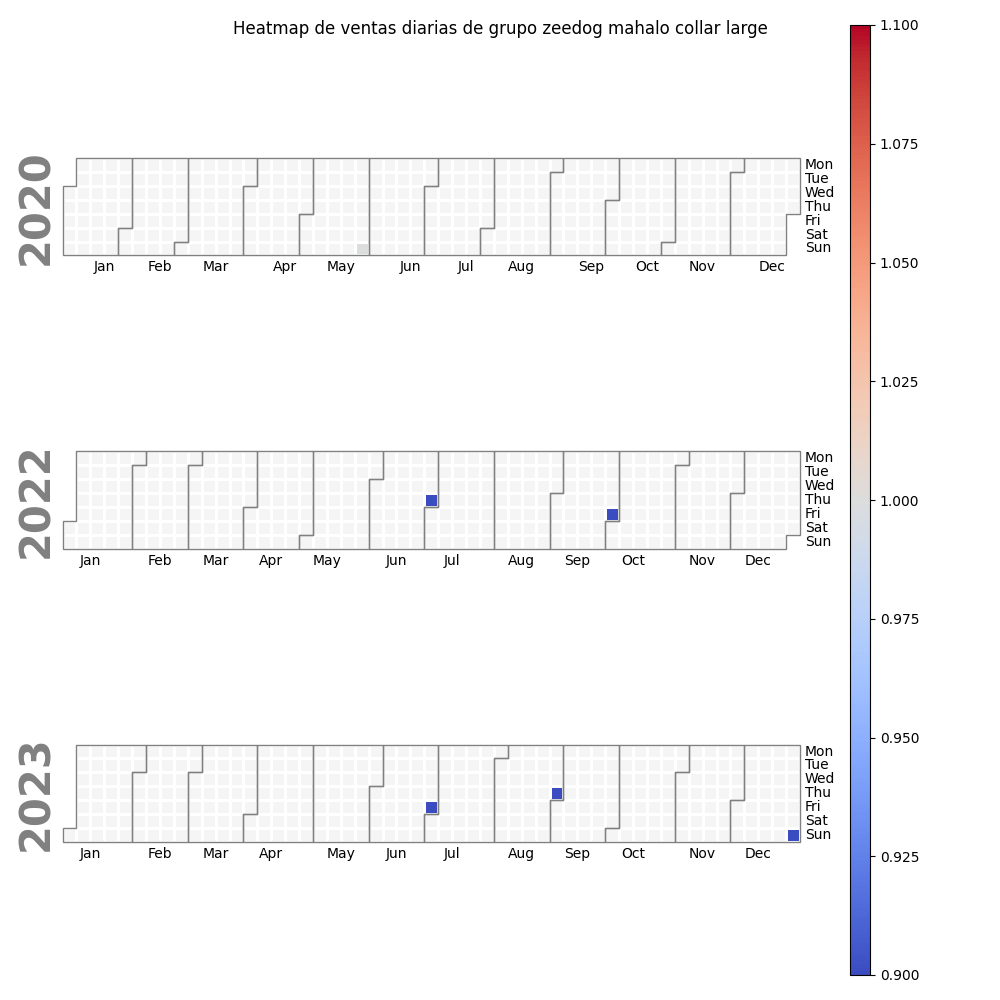 Heatmap de ventas diarias de grupo zeedog mahalo collar large
2020
Mon
Tue
Wed
Thu
Fri
Sat
Sun
Jan Feb Mar Apr May Jun Jul Aug Sep Oct Nov Dec
2022
Mon
Tue
Wed
Thu
Fri
Sat
Sun
Jan Feb Mar Apr May Jun Jul Aug Sep Oct Nov Dec
2023
Mon
Tue
Wed
Thu
Fri
Sat
Sun
Jan Feb Mar Apr May Jun Jul Aug Sep Oct Nov Dec
1.100
1.075
1.050
1.025
1.000
0.975
0.950
0.925
0.900